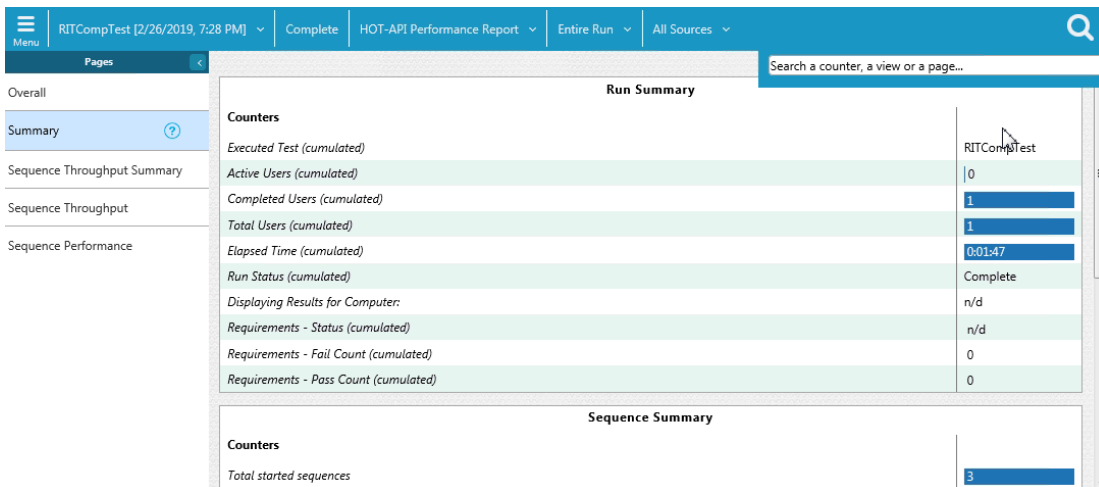 Menu
RITCompTest [2/26/2019, 7:28 PM]
Complete
HOT-API Performance Report
Entire Run
All Sources
Search a counter, a view or a page...
Pages
Overall
Summary ?
Sequence Throughput Summary
Sequence Throughput
Sequence Performance
Run Summary
Counters
Executed Test (cumulated) RITCompTest
Active Users (cumulated) 0
Completed Users (cumulated) 1
Total Users (cumulated) 1
Elapsed Time (cumulated) 0:01:47
Run Status (cumulated) Complete
Displaying Results for Computer: n/d
Requirements - Status (cumulated) n/d
Requirements - Fail Count (cumulated) 0
Requirements - Pass Count (cumulated) 0
Sequence Summary
Counters
Total started sequences 3